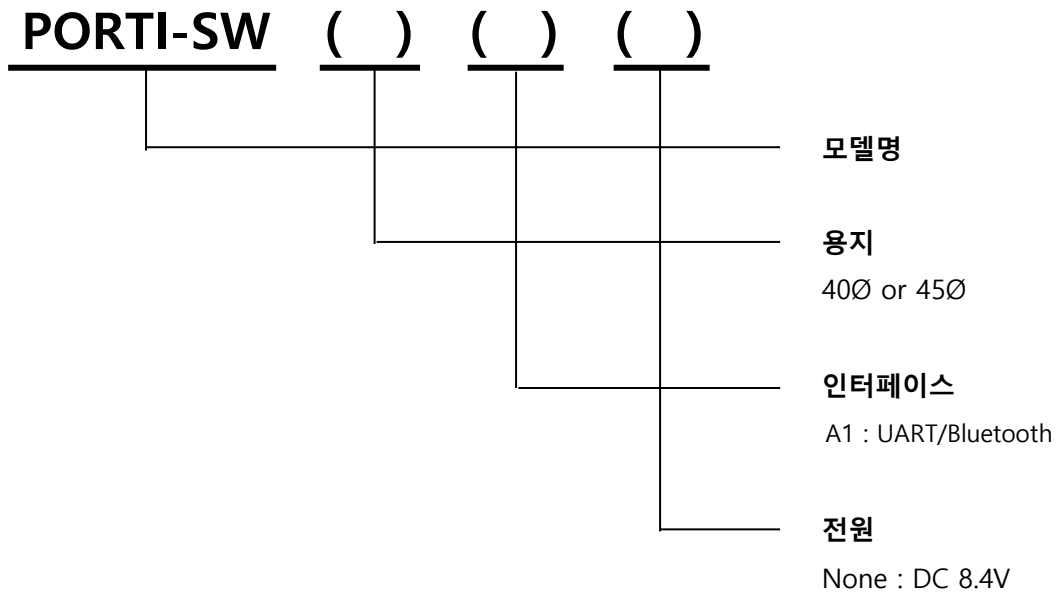 PORTI-SW ( ) ( ) ( )
모델명
용지
40Ø or 45Ø
인터페이스
A1 : UART/Bluetooth
전원
None : DC 8.4V